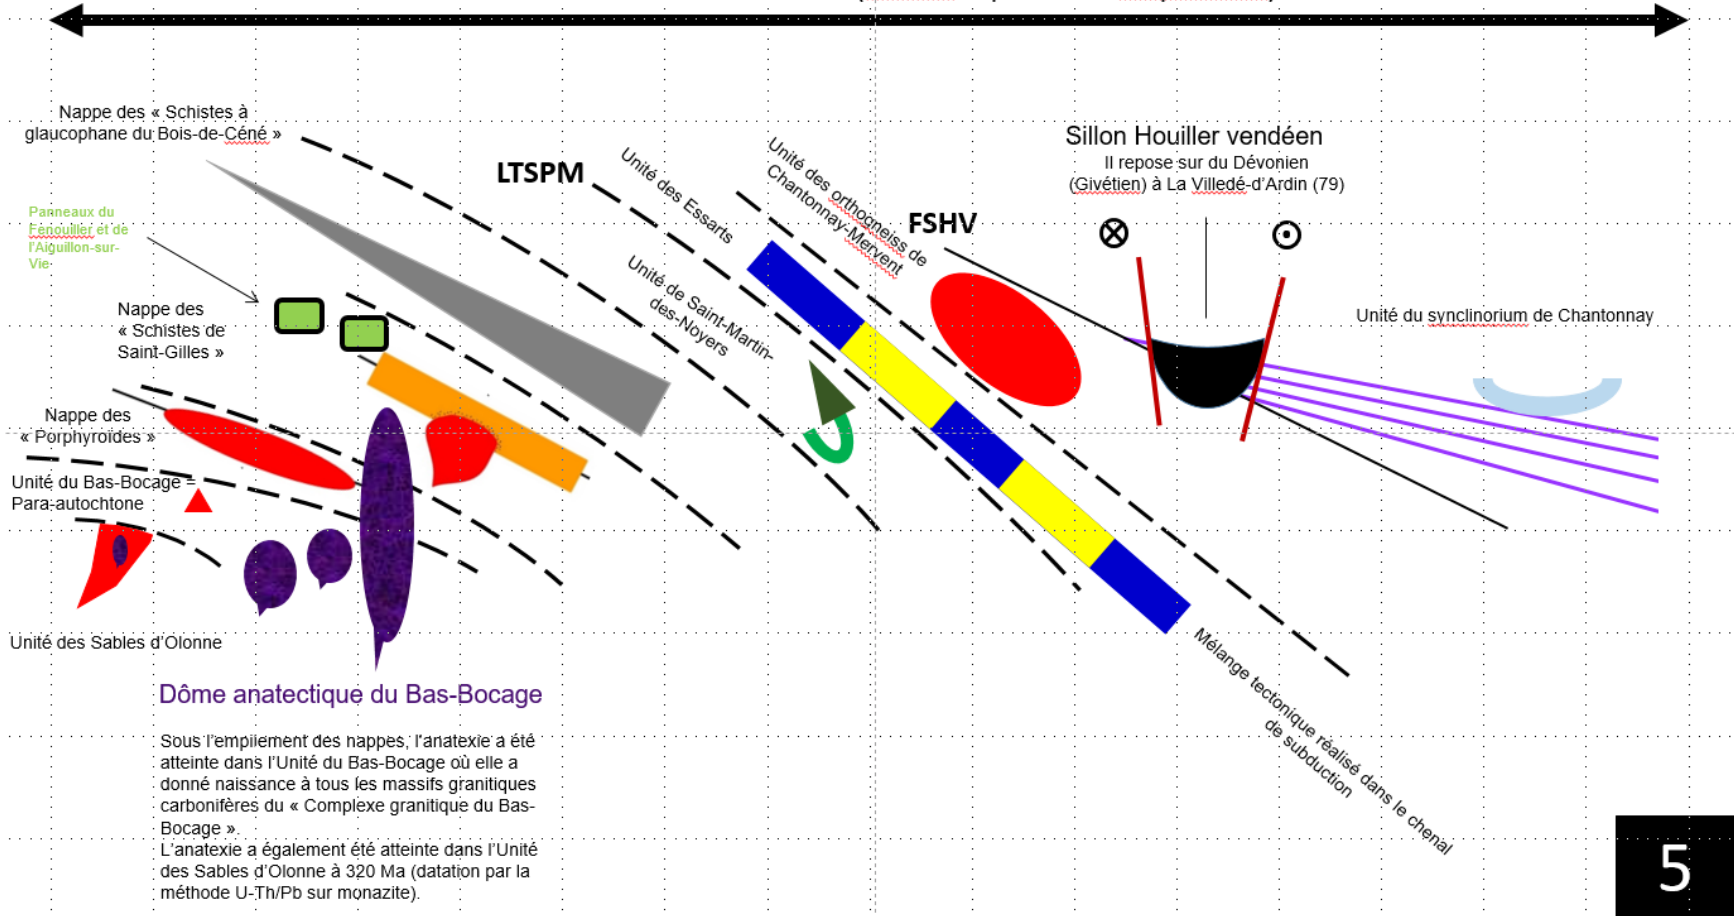 Nappe des « Schistes à
glaucophane du Bois-de-Céné »
LTSPM
Unité des Essarts
Unité des orthogneiss de
Chantonnay-Mervent
FSHV
Sillon Houiller vendéen
Il repose sur du Dévonien
(Givétien) à La Villedé-d'Ardin (79)
Panneaux du
Fenouiller et de
l'Aiguillon-sur-
Vie
Nappe des
« Schistes de
Saint-Gilles »
Unité de Saint-Martin-
des-Noyers
Unité du synclinorium de Chantonnay
Nappe des
« Porphyroïdes »
Unité du Bas-Bocage =
Para-autochtone
Unité des Sables d'Olonne
Mélange tectonique réalisé dans le chenal
de subduction
Dôme anatectique du Bas-Bocage
Sous l'empilement des nappes, l'anatexie a été
atteinte dans l'Unité du Bas-Bocage où elle a
donné naissance à tous les massifs granitiques
carbonifères du « Complexe granitique du Bas-
Bocage ».
L'anatexie a également été atteinte dans l'Unité
des Sables d'Olonne à 320 Ma (datation par la
méthode U-Th/Pb sur monazite).
5